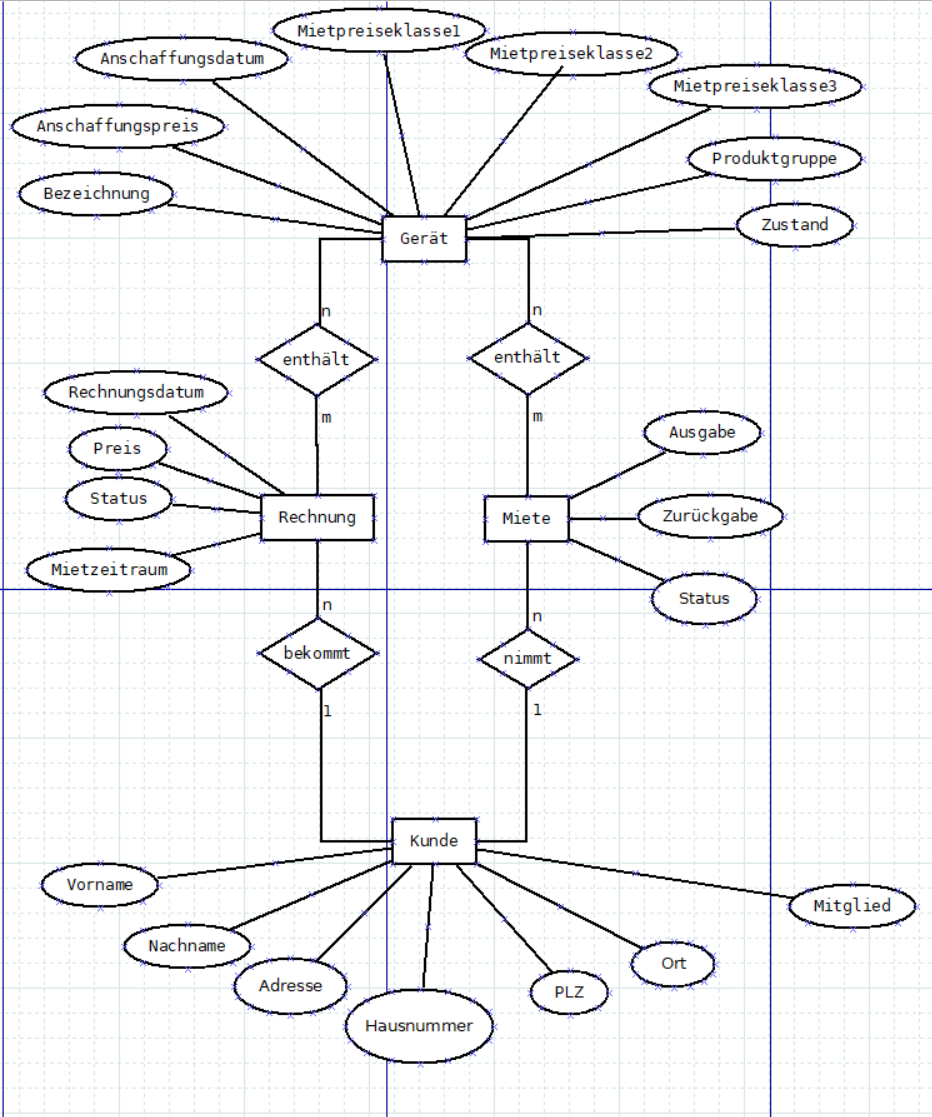 Mietpreiseklasse1
Mietpreiseklasse2
Anschaffungsdatum
Mietpreiseklasse3
Anschaffungspreis
Produktgruppe
Bezeichnung
Zustand
Gerät
n
n
enthält
enthält
Rechnungsdatum
m
m
Ausgabe
Preis
Status
Zurückgabe
Rechnung
Miete
Mietzeitraum
Status
n
n
bekommt
nimmt
1
1
Kunde
Vorname
Mitglied
Nachname
Ort
Adresse
PLZ
Hausnummer